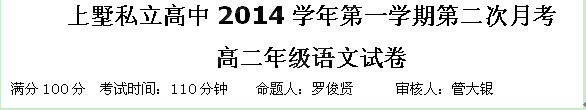 上墅私立高中 2014 学年第一学期第二次月考
高二年级语文试卷
满分 100 分 考试时间：110 分钟 命题人：罗俊贤 审核人：管大银